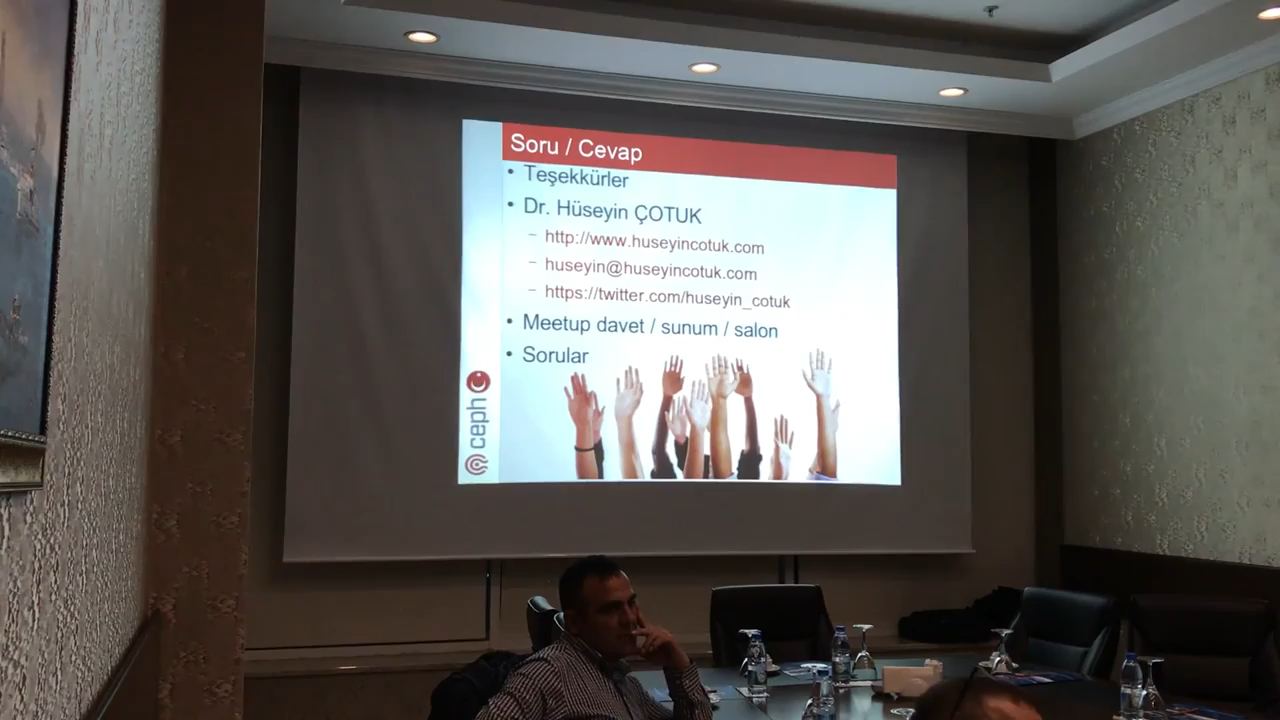 Soru / Cevap
• Teşekkürler
• Dr. Hüseyin ÇOTUK
– http://www.huseyincotuk.com
– huseyin@huseyincotuk.com
– https://twitter.com/huseyin_cotuk
• Meetup davet / sunum / salon
• Sorular
ceph